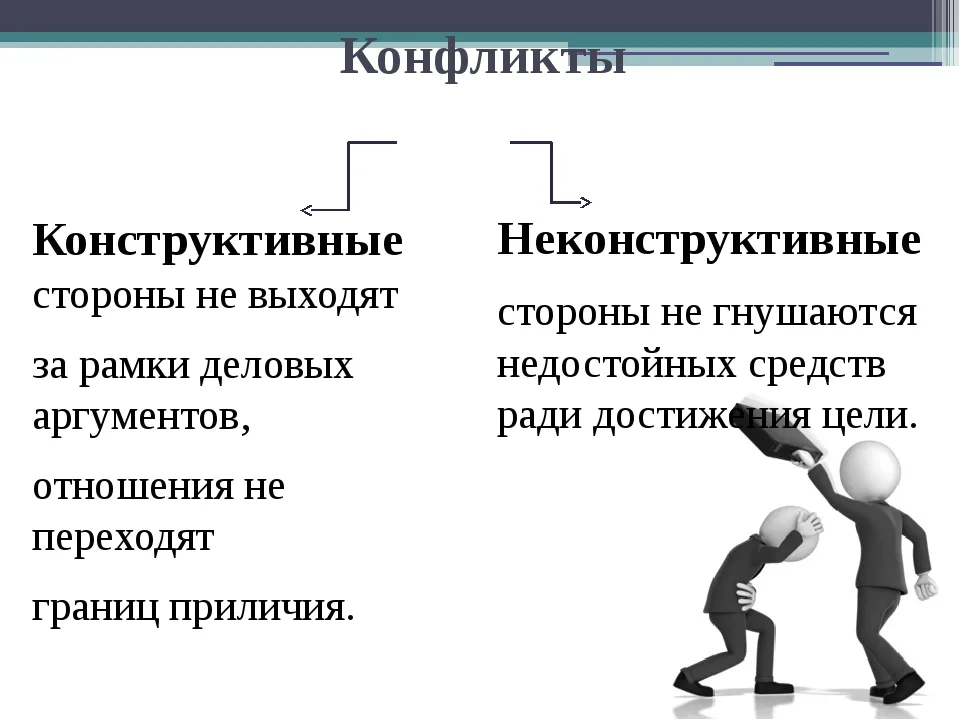 Конфликты
Конструктивные
стороны не выходят
за рамки деловых
аргументов,
отношения не
переходят
границ приличия.
Неконструктивные
стороны не гнушаются
недостойных средств
ради достижения цели.